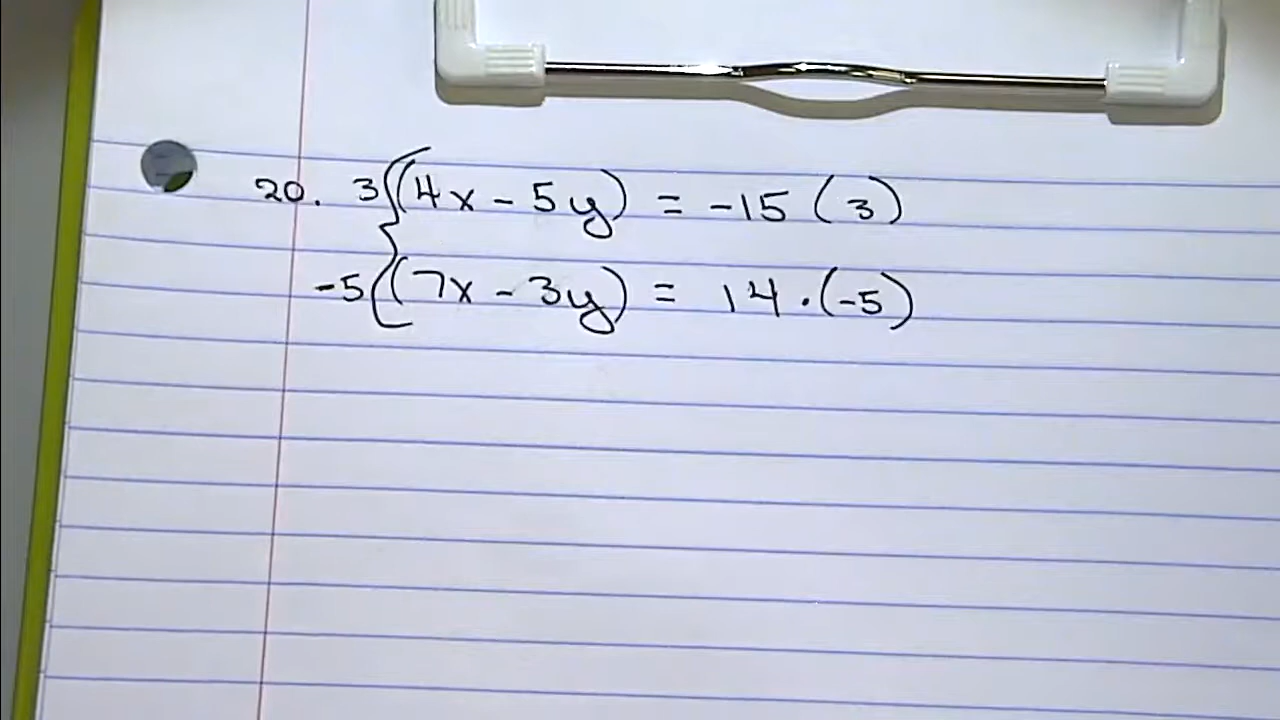 20. 3{(4x - 5y) = -15 (3)
-5{(7x - 3y) = 14 · (-5)